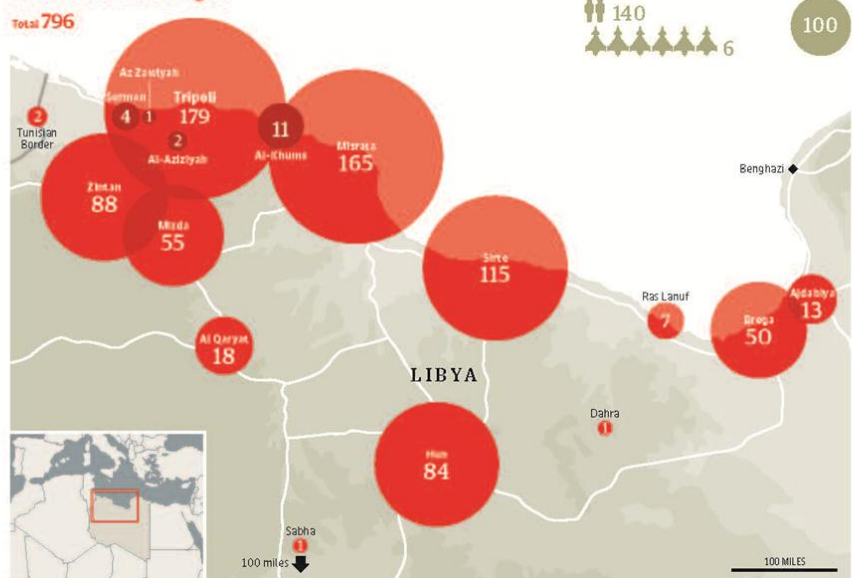 Total 796
140
6
100
Az Zawiyah
Surman
4
1
Tripoli
179
2
Al-Aziziyah
2
Tunisian
Border
11
Al-Khums
Misrata
165
Benghazi
Zintan
88
Mizda
55
Sirte
115
Ras Lanuf
7
Ajdabiya
13
Brega
50
Al Qaryat
18
LIBYA
Dahra
1
Hun
84
Sabha
1
100 miles
100 MILES